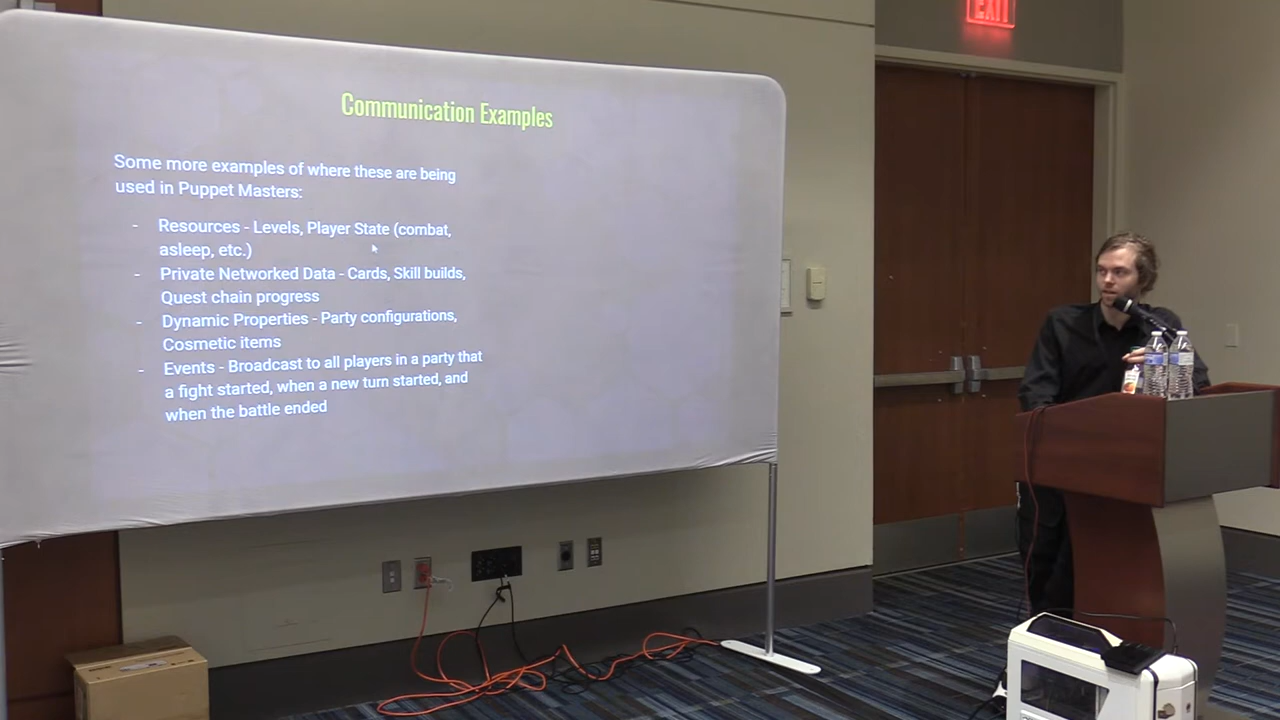 EXIT
Communication Examples
Some more examples of where these are being
used in Puppet Masters:
- Resources - Levels, Player State (combat,
asleep, etc.)
- Private Networked Data - Cards, Skill builds,
Quest chain progress
- Dynamic Properties - Party configurations,
Cosmetic items
- Events - Broadcast to all players in a party that
a fight started, when a new turn started, and
when the battle ended